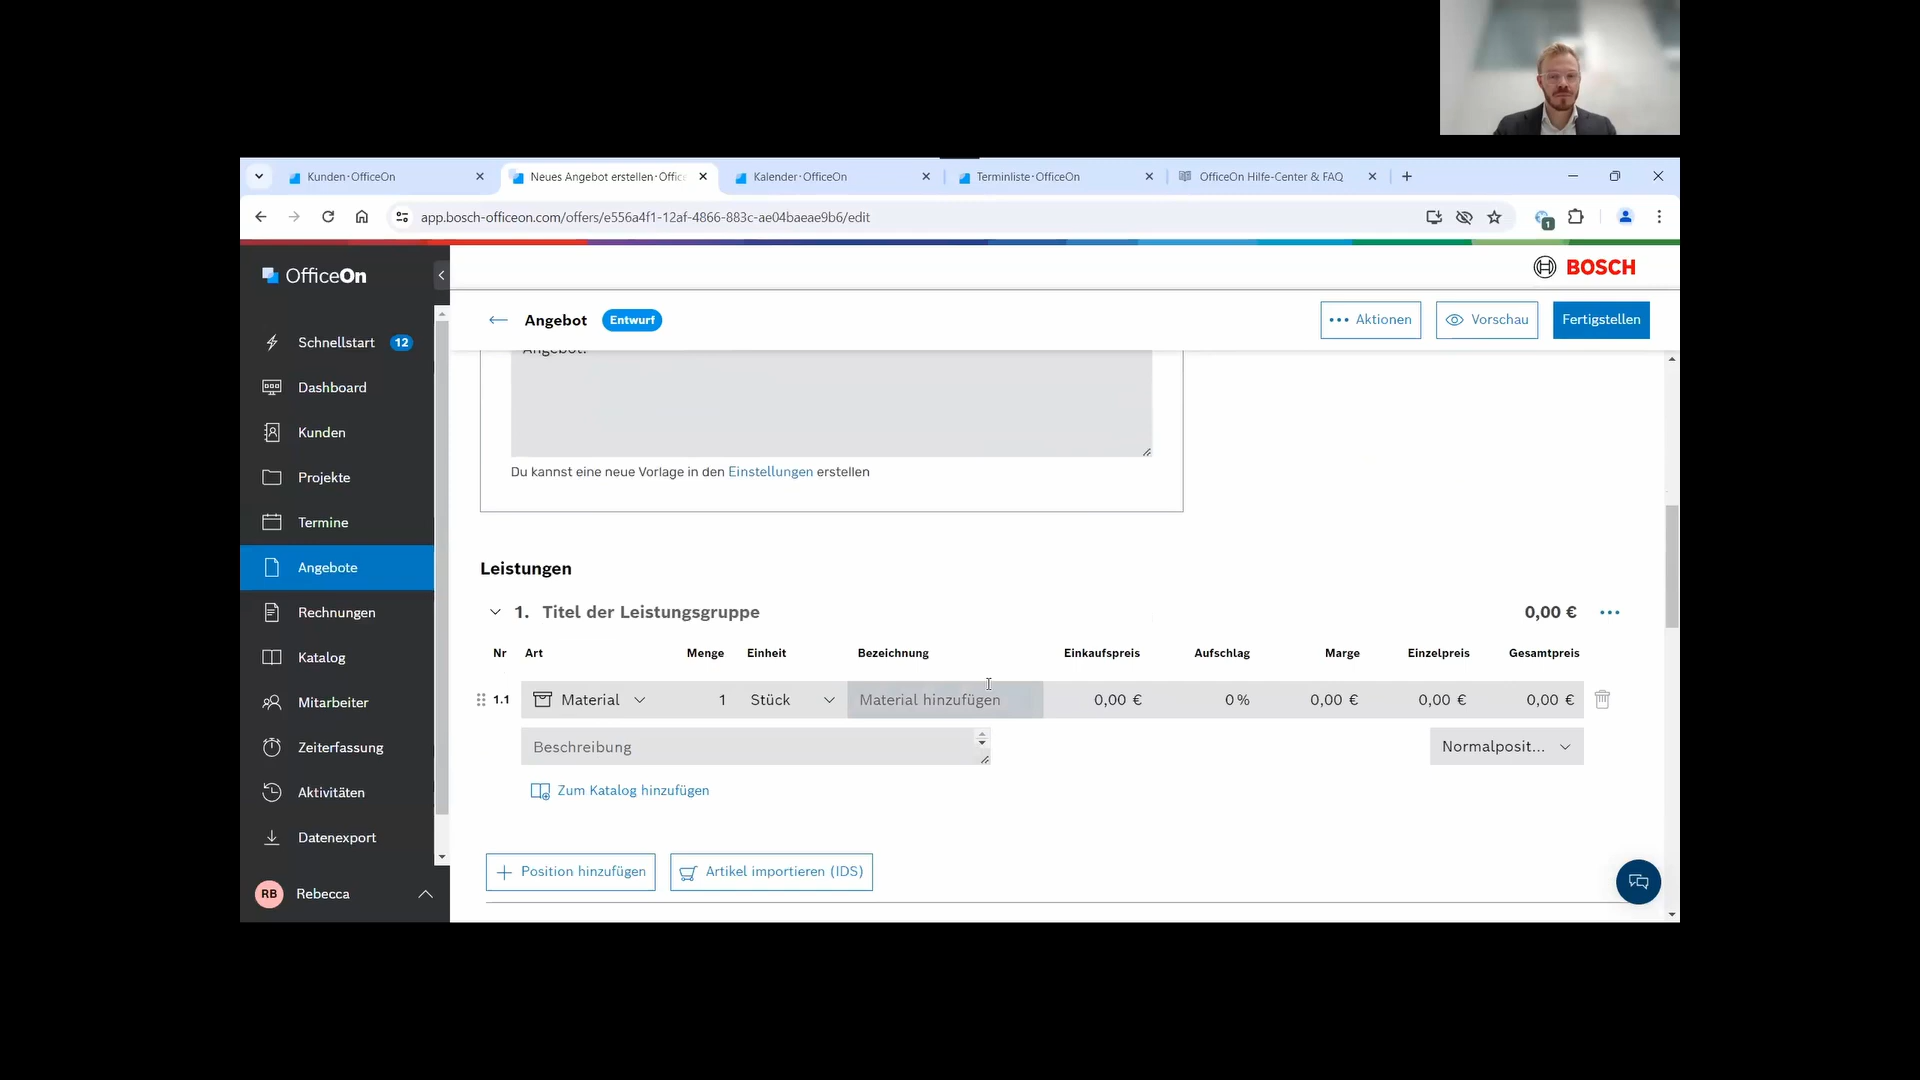 Kunden · OfficeOn
Neues Angebot erstellen · Office
Kalender · OfficeOn
Terminliste · OfficeOn
OfficeOn Hilfe-Center & FAQ
app.bosch-officeon.com/offers/e556a4f1-12af-4866-883c-ae04baeae9b6/edit
1
OfficeOn
BOSCH
Angebot
Entwurf
Aktionen
Vorschau
Fertigstellen
Schnellstart 12
Dashboard
Kunden
Projekte
Termine
Angebote
Rechnungen
Katalog
Mitarbeiter
Zeiterfassung
Aktivitäten
Datenexport
RB Rebecca
Angebot.
Du kannst eine neue Vorlage in den Einstellungen erstellen
Leistungen
1. Titel der Leistungsgruppe 0,00 €
Nr Art Menge Einheit Bezeichnung Einkaufspreis Aufschlag Marge Einzelpreis Gesamtpreis
1.1 Material 1 Stück Material hinzufügen 0,00 € 0 % 0,00 € 0,00 € 0,00 €
Beschreibung Normalposit...
Zum Katalog hinzufügen
Position hinzufügen
Artikel importieren (IDS)